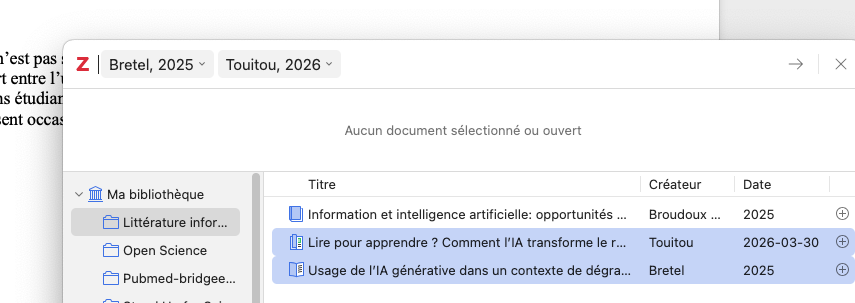 n'est pas
rt entre l'u
ns étudian
sent occas
Z Bretel, 2025 Touitou, 2026
Aucun document sélectionné ou ouvert
Ma bibliothèque
Littérature infor...
Open Science
Pubmed-bridgee...
Titre Créateur Date
Information et intelligence artificielle: opportunités ... Broudoux ... 2025
Lire pour apprendre ? Comment l'IA transforme le r... Touitou 2026-03-30
Usage de l'IA générative dans un contexte de dégra... Bretel 2025